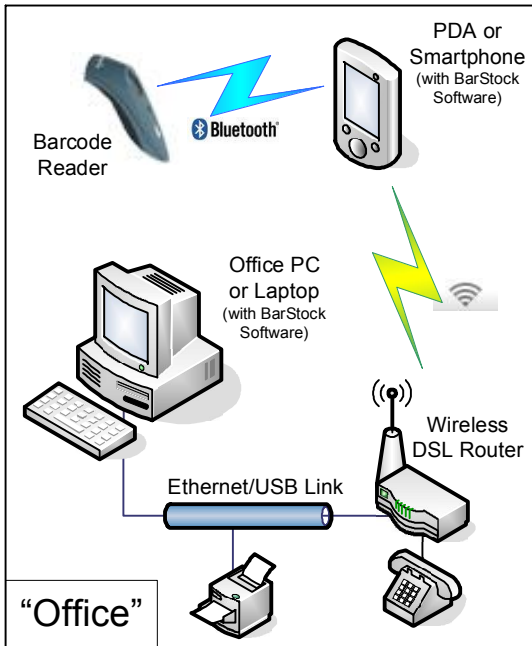 PDA or
Smartphone
(with BarStock
Software)
Bluetooth®
Barcode
Reader
Office PC
or Laptop
(with BarStock
Software)
Wireless
DSL Router
Ethernet/USB Link
“Office”